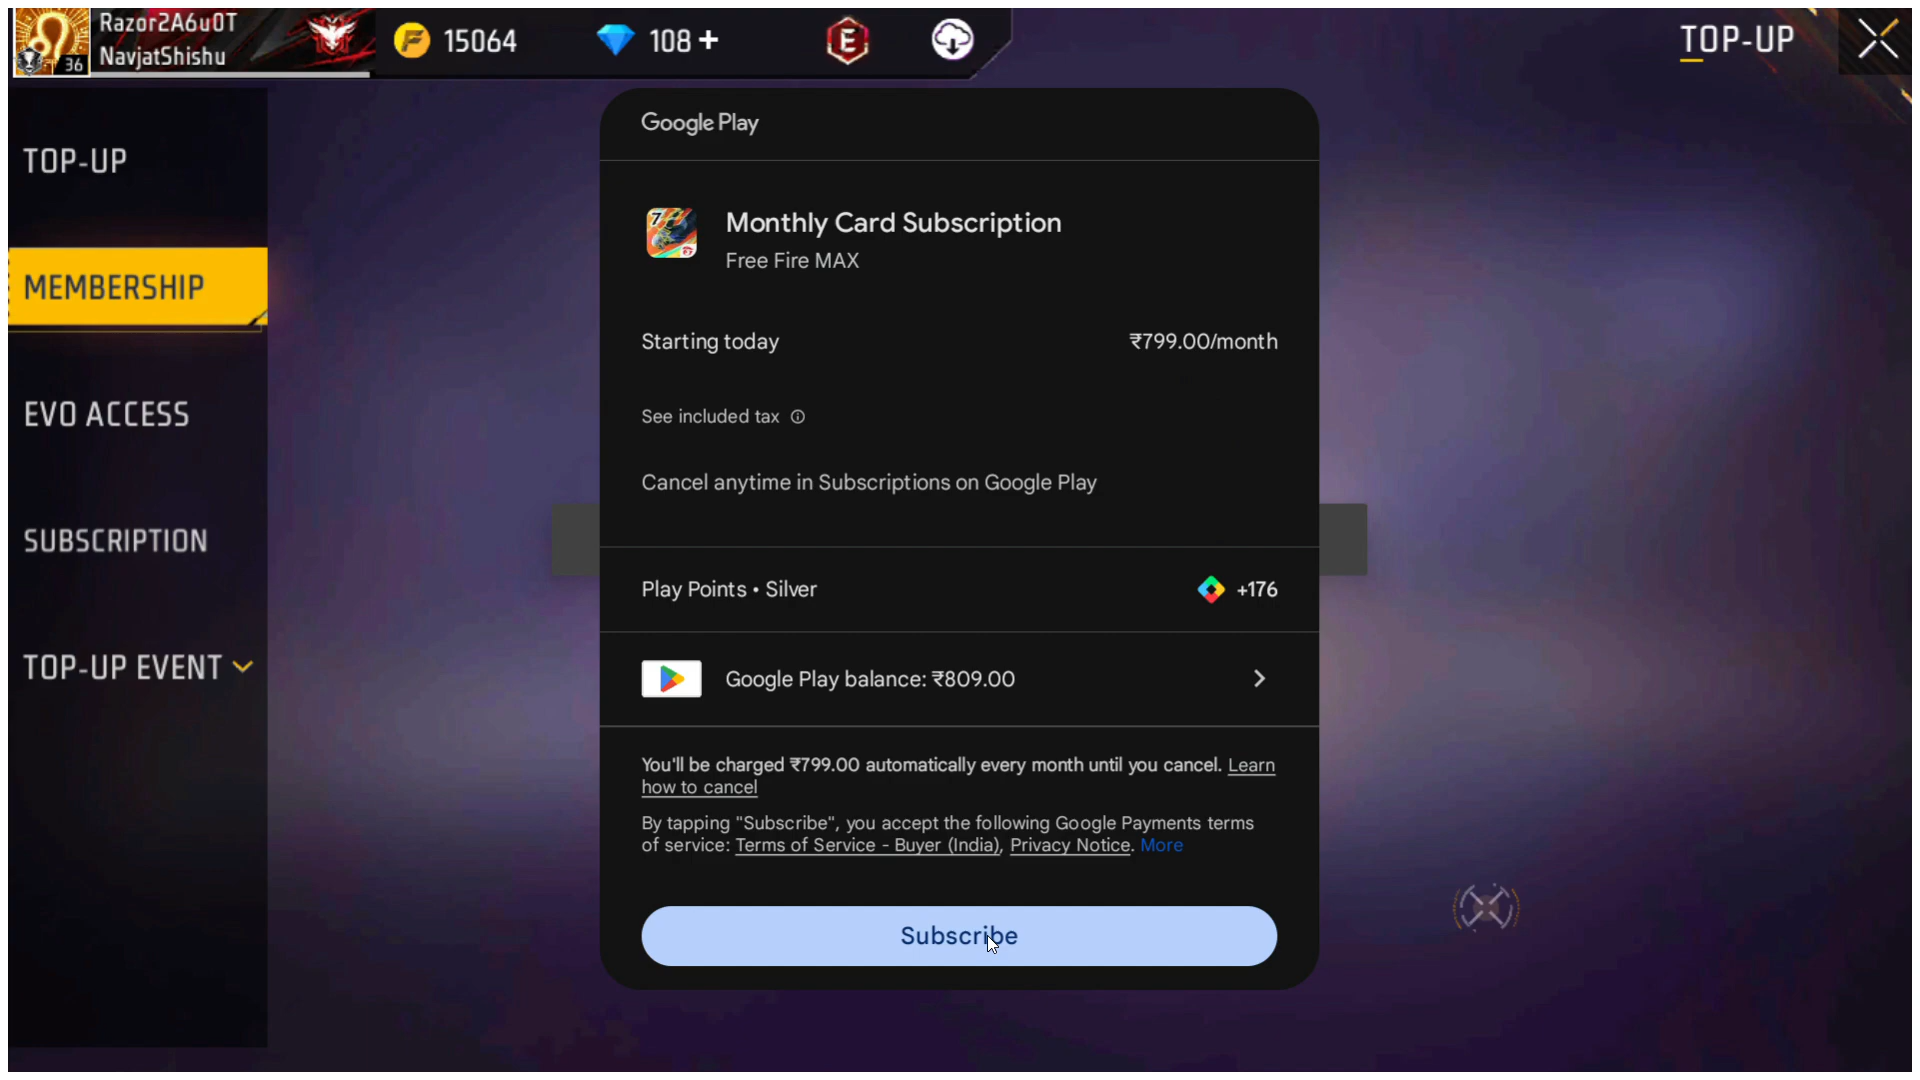 Razor2A6u0T
NavjatShishu
36
15064
108 +
E
TOP-UP
TOP-UP
MEMBERSHIP
EVO ACCESS
SUBSCRIPTION
TOP-UP EVENT
Google Play
7
Monthly Card Subscription
Free Fire MAX
Starting today ₹799.00/month
See included tax
Cancel anytime in Subscriptions on Google Play
Play Points • Silver +176
Google Play balance: ₹809.00
You'll be charged ₹799.00 automatically every month until you cancel. Learn
how to cancel
By tapping "Subscribe", you accept the following Google Payments terms
of service: Terms of Service - Buyer (India), Privacy Notice. More
Subscribe